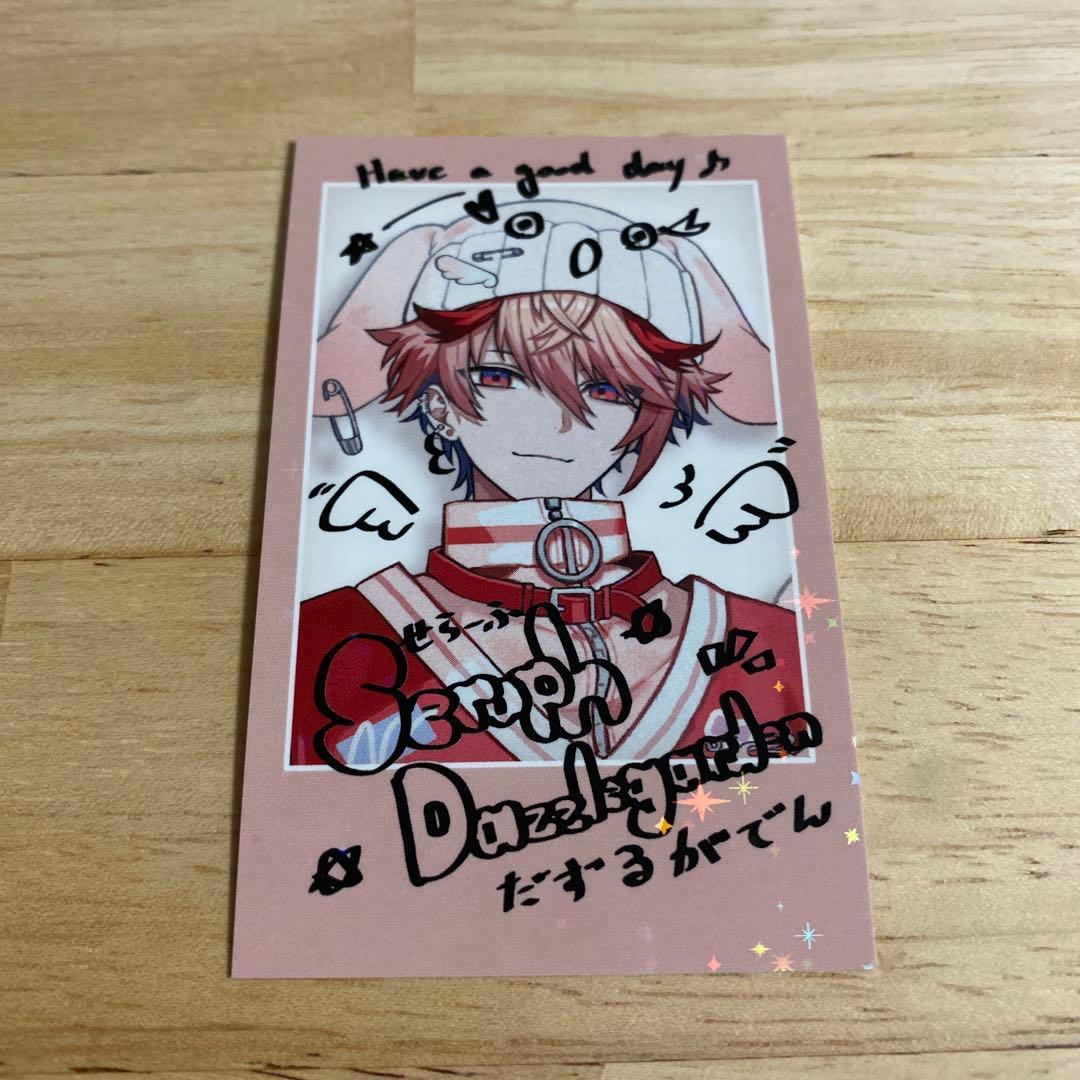 Have a good day♪
せらーふ
Seraph
Dazzlegarden
だずるがでん